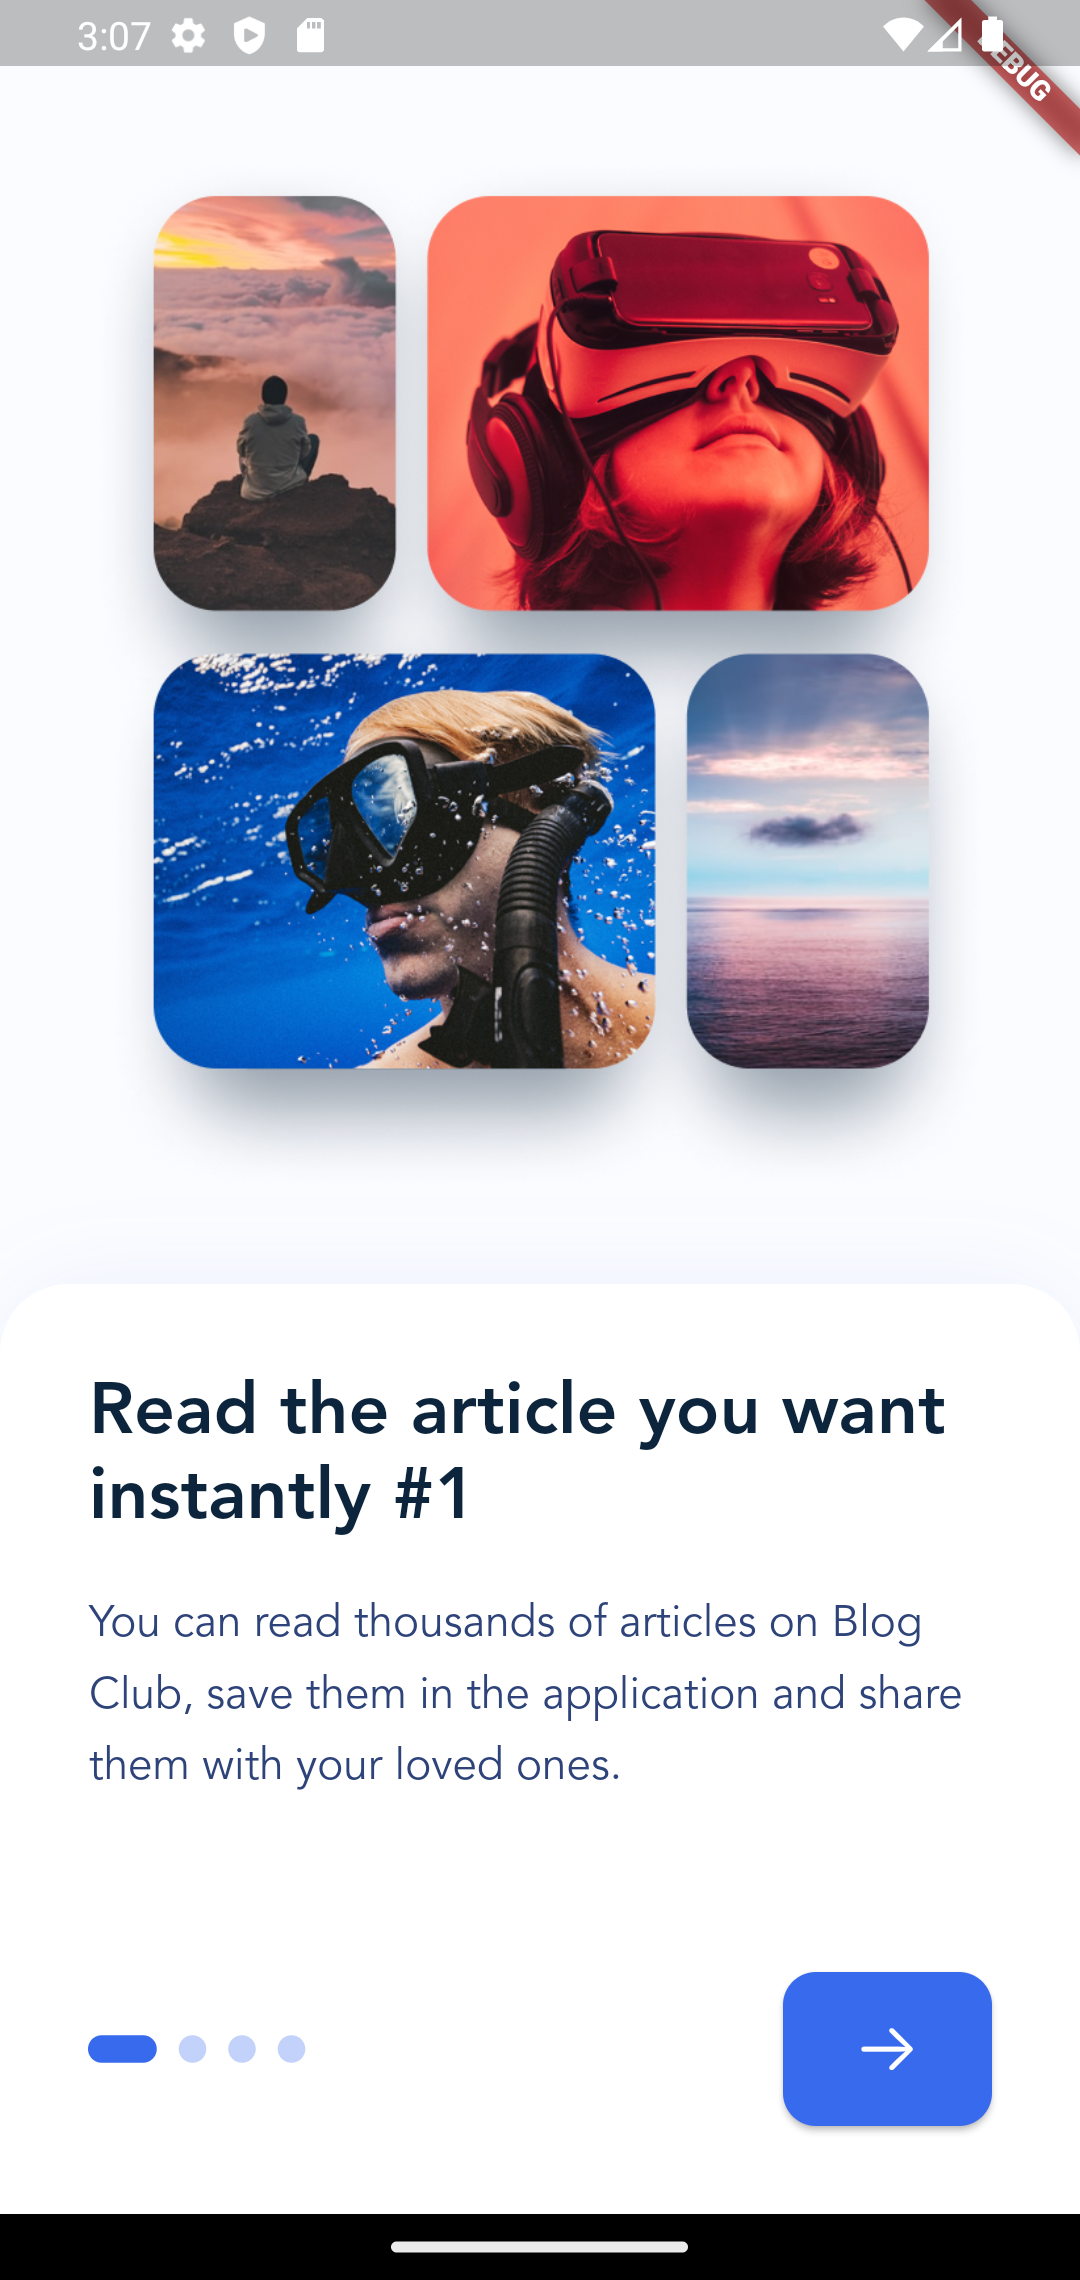 3:07
DEBUG
Read the article you want
instantly #1
You can read thousands of articles on Blog
Club, save them in the application and share
them with your loved ones.